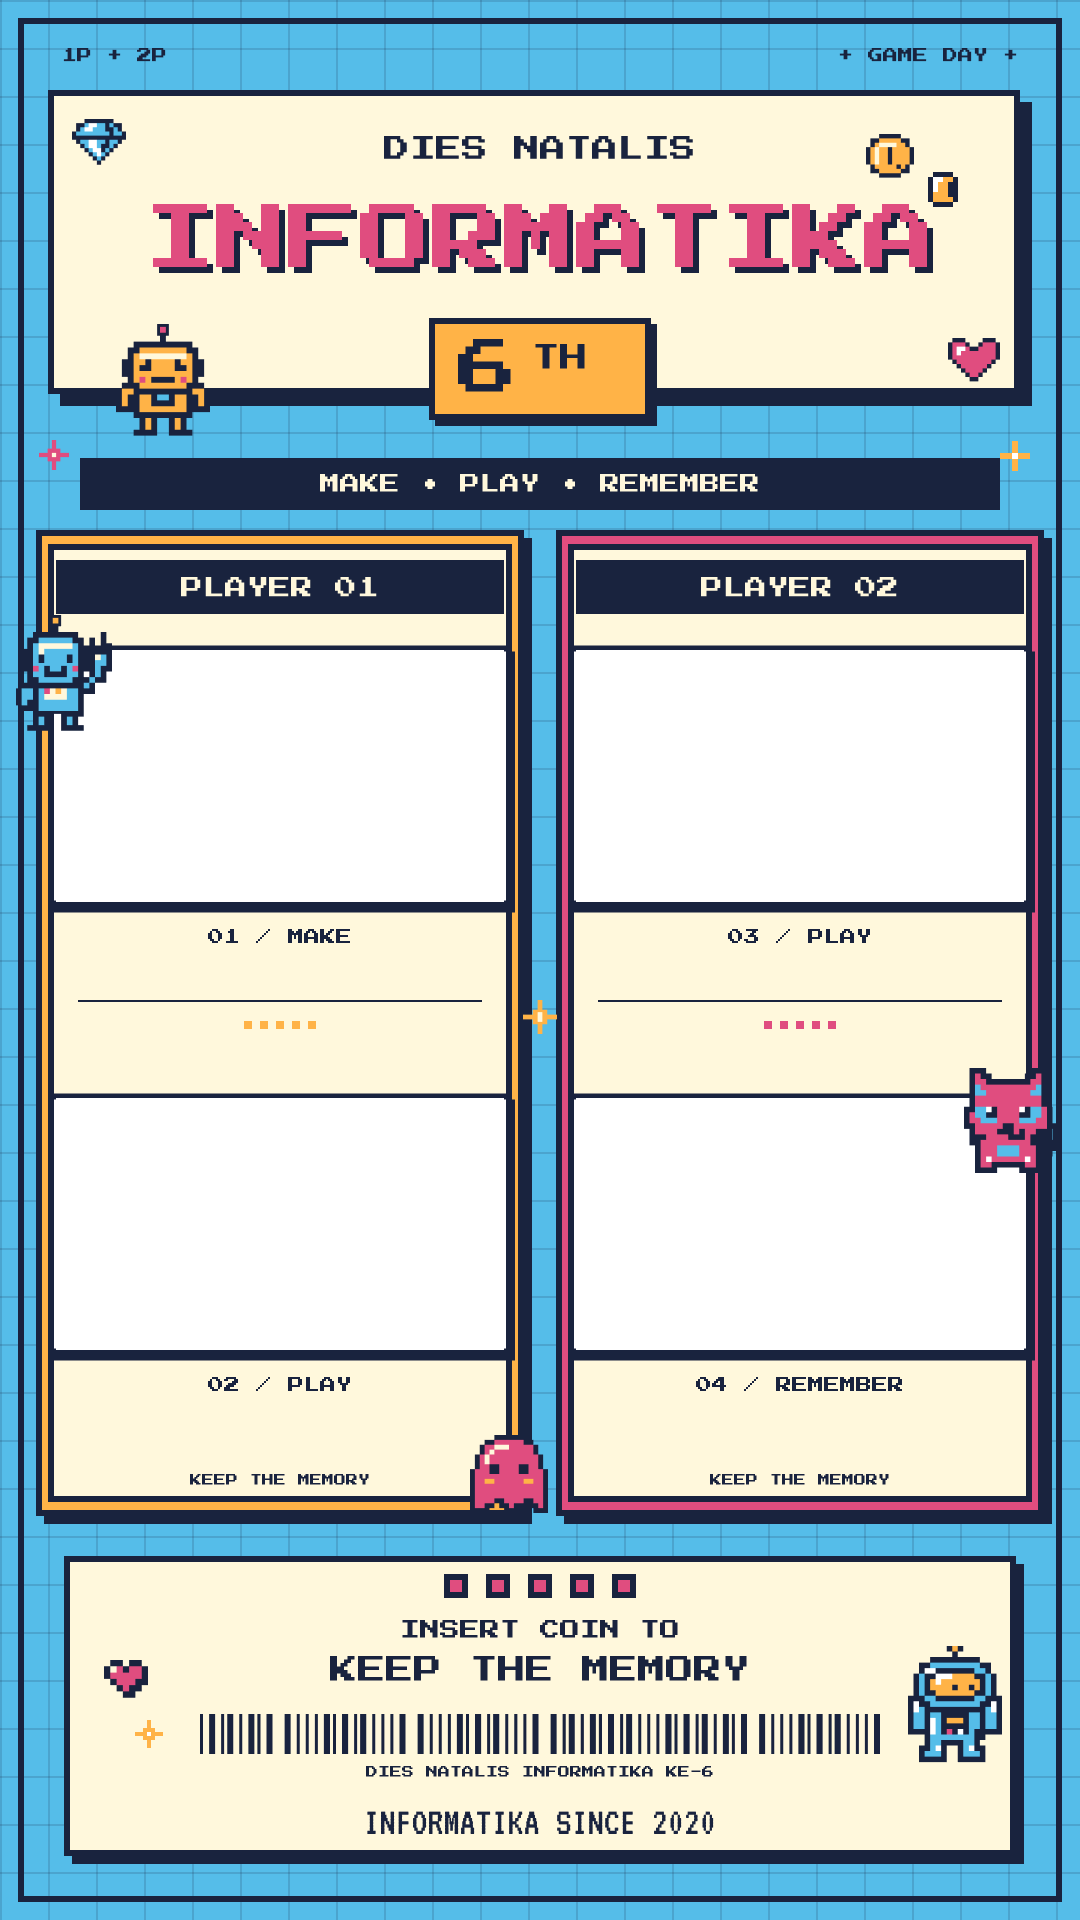 1P + 2P
+ GAME DAY +
DIES NATALIS
INFORMATIKA
6 TH
MAKE • PLAY • REMEMBER
PLAYER 01
01 / MAKE
02 / PLAY
KEEP THE MEMORY
PLAYER 02
03 / PLAY
04 / REMEMBER
KEEP THE MEMORY
INSERT COIN TO
KEEP THE MEMORY
DIES NATALIS INFORMATIKA KE-6
INFORMATIKA SINCE 2020